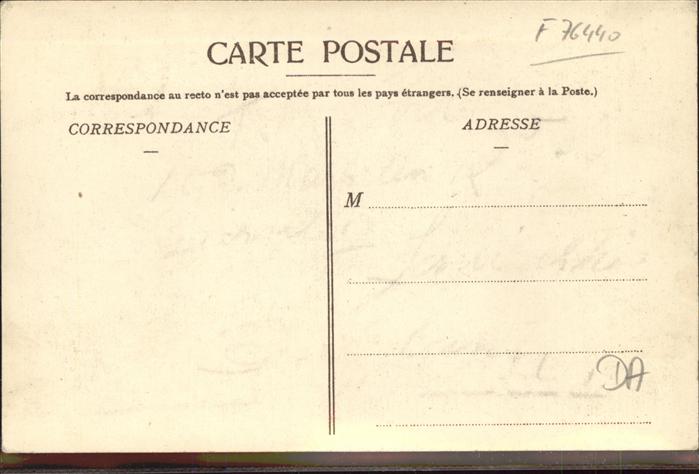 F 76440
CARTE POSTALE
La correspondance au recto n'est pas acceptée par tous les pays étrangers. (Se renseigner à la Poste.)
CORRESPONDANCE
ADRESSE
M
DA